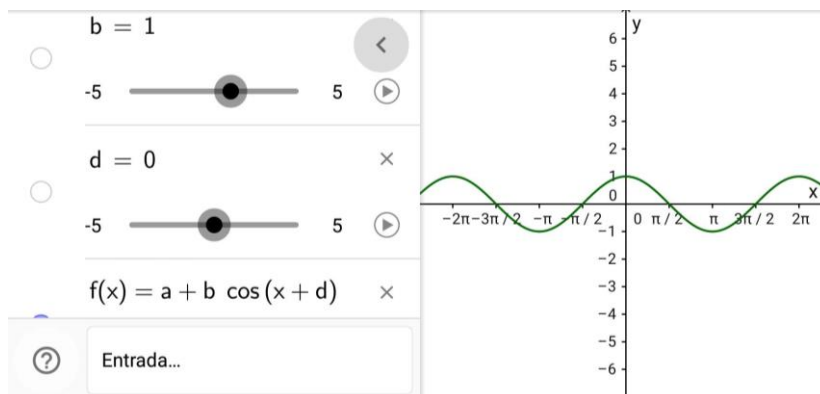 b = 1
-5 5
d = 0
-5 5
f(x) = a + b cos (x + d)
Entrada...
y
6
5
4
3
2
1
0
x
-2π -3π/2 -π -π/2 0 π/2 π 3π/2 2π
-1
-2
-3
-4
-5
-6